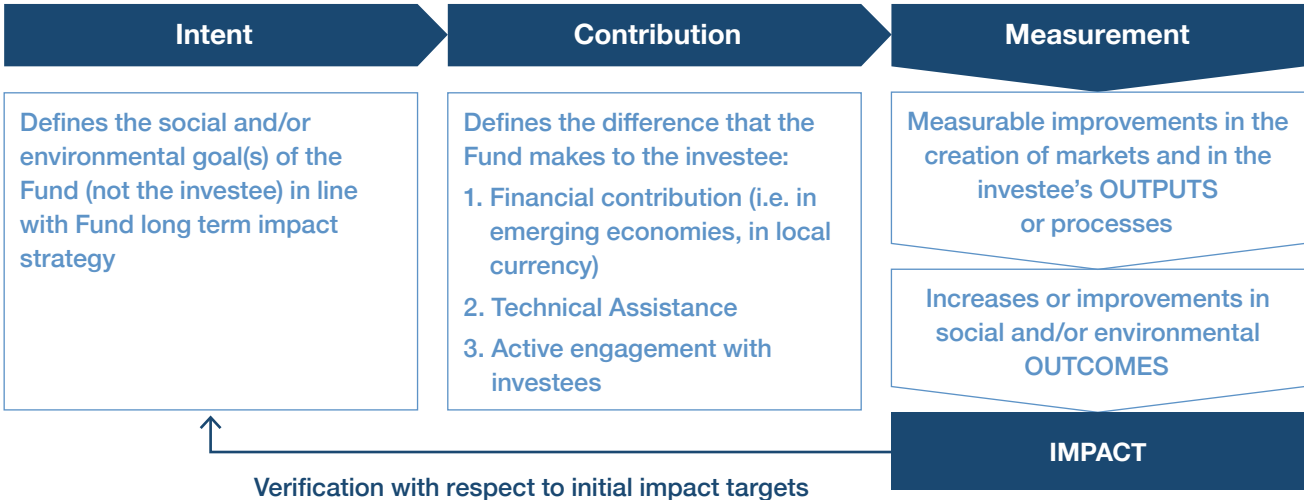 Intent
Contribution
Measurement
Defines the social and/or
environmental goal(s) of the
Fund (not the investee) in line
with Fund long term impact
strategy
Defines the difference that the
Fund makes to the investee:
1. Financial contribution (i.e. in
emerging economies, in local
currency)
2. Technical Assistance
3. Active engagement with
investees
Measurable improvements in the
creation of markets and in the
investee’s OUTPUTS
or processes
Increases or improvements in
social and/or environmental
OUTCOMES
IMPACT
Verification with respect to initial impact targets